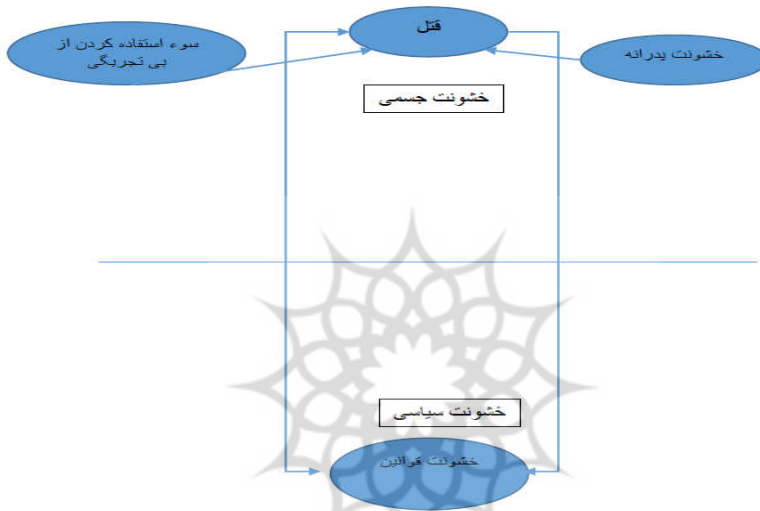 قتل
سوء استفاده کردن از
بی تجربگی
خشونت پدرانه
خشونت جسمی
خشونت سیاسی
خشونت قوانین